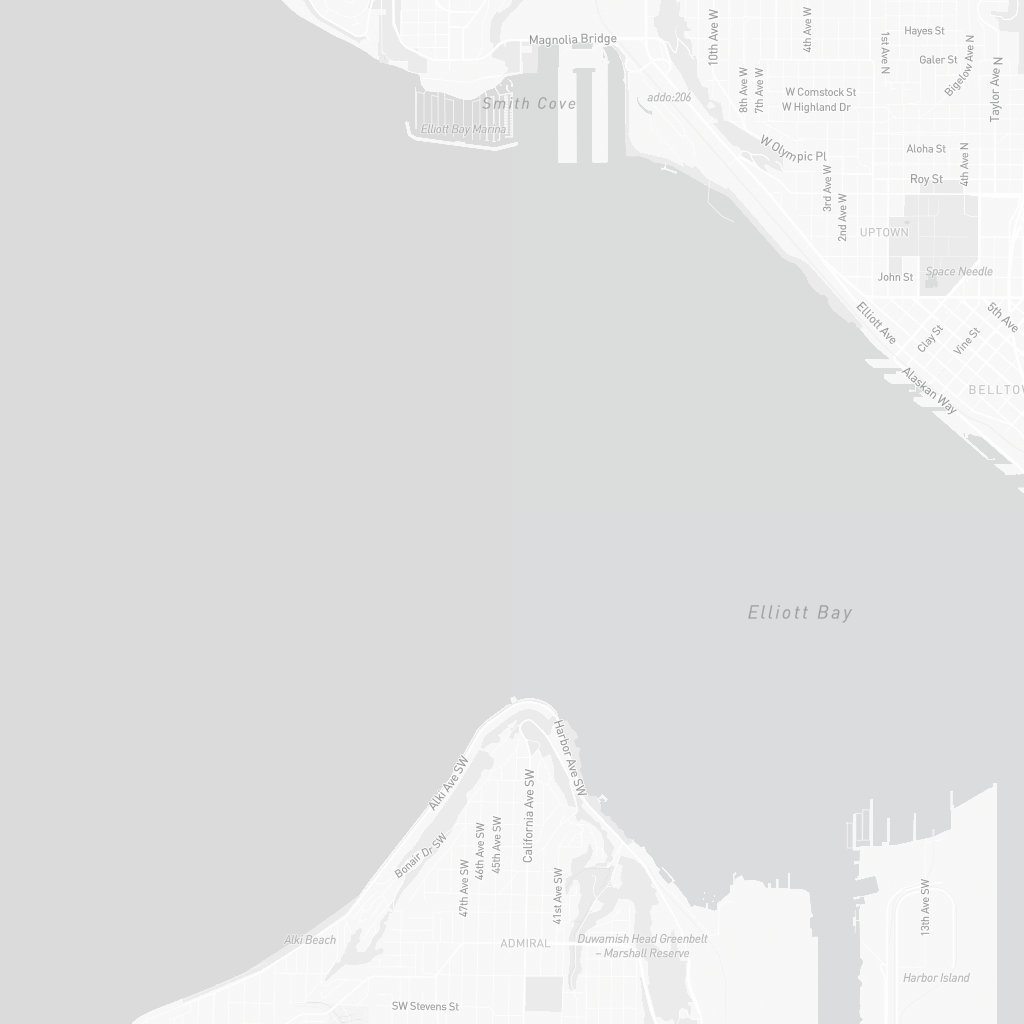 Magnolia Bridge
10th Ave W
4th Ave W
1st Ave N
Hayes St
Galer St
Bigelow Ave N
Taylor Ave N
8th Ave W
7th Ave W
W Comstock St
W Highland Dr
addo:206
Smith Cove
Elliott Bay Marina
W Olympic Pl
Aloha St
4th Ave N
Roy St
3rd Ave W
2nd Ave W
UPTOWN
John St
Space Needle
Elliott Ave
Clay St
Vine St
5th Ave
Alaskan Way
BELLTOW
Elliott Bay
Harbor Ave SW
Alki Ave SW
California Ave SW
Bonair Dr SW
46th Ave SW
45th Ave SW
47th Ave SW
41st Ave SW
13th Ave SW
Alki Beach
ADMIRAL
Duwamish Head Greenbelt
– Marshall Reserve
Harbor Island
SW Stevens St